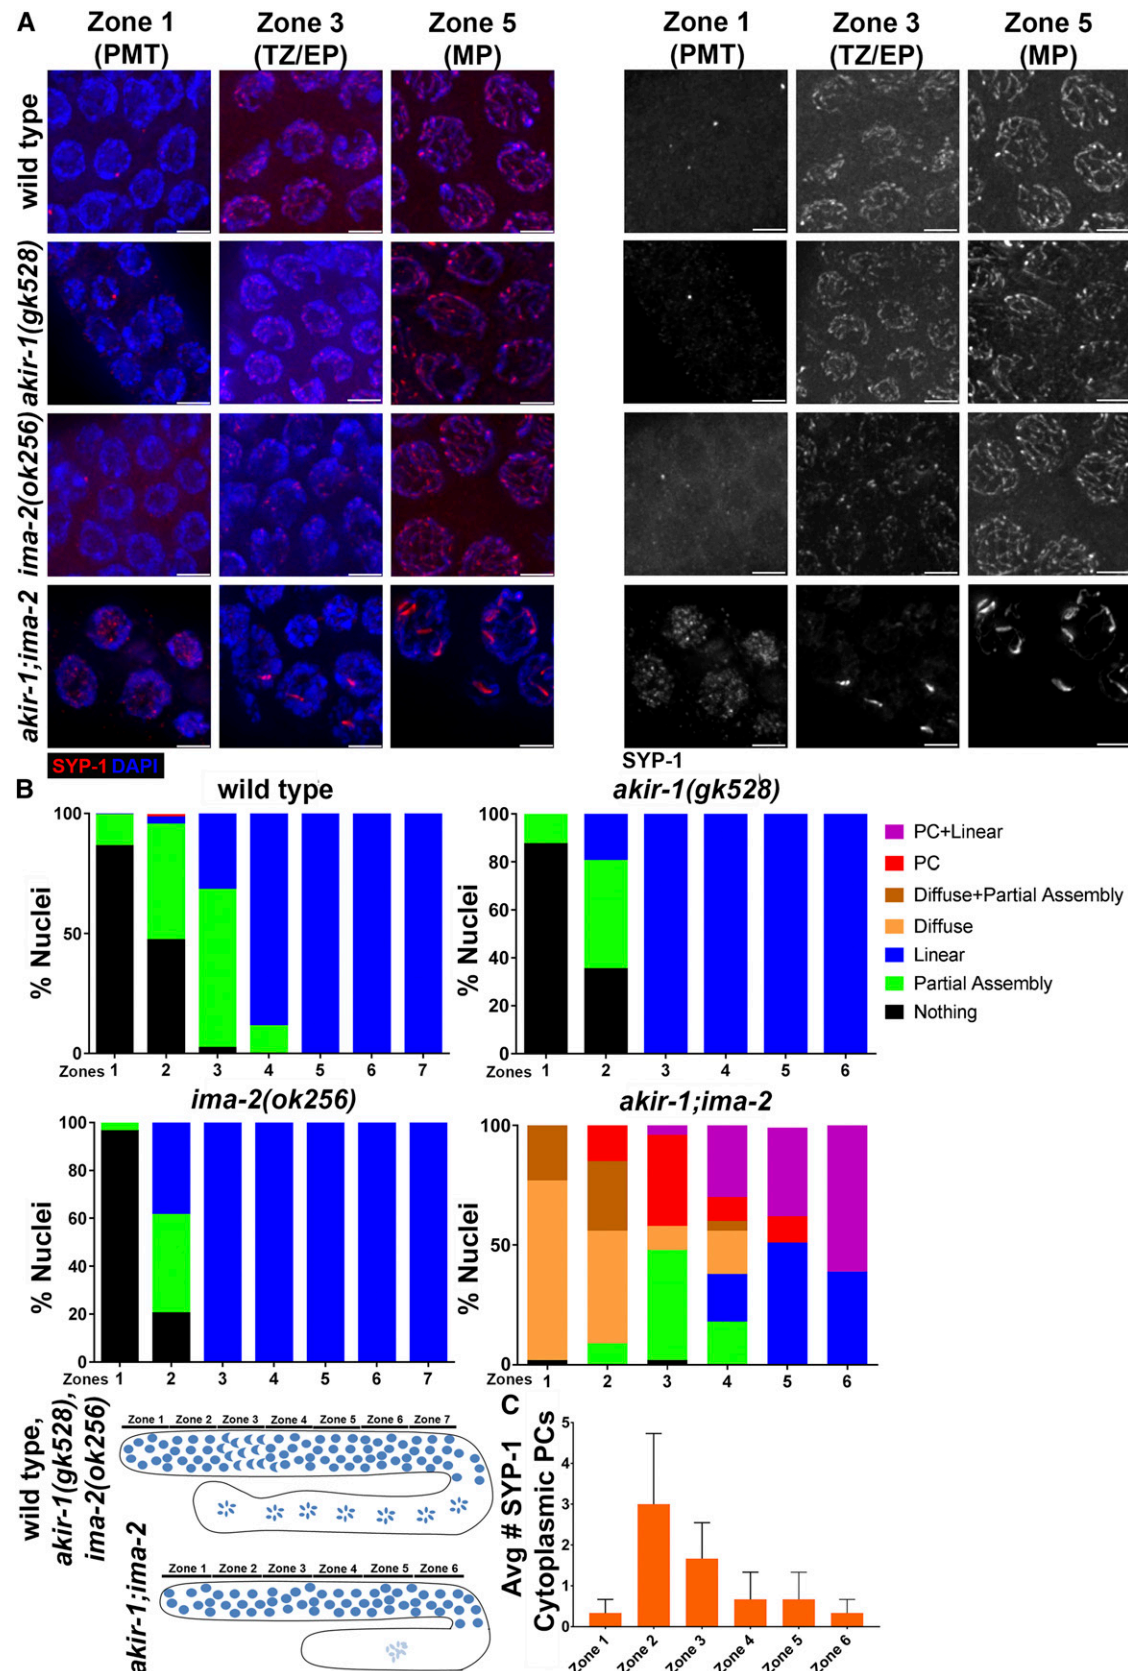 A
Zone 1
(PMT)
Zone 3
(TZ/EP)
Zone 5
(MP)
Zone 1
(PMT)
Zone 3
(TZ/EP)
Zone 5
(MP)
wild type
akir-1(gk528)
ima-2(ok256)
akir-1;ima-2
SYP-1 DAPI
SYP-1
B
wild type
% Nuclei
100
50
0
Zones 1 2 3 4 5 6 7
akir-1(gk528)
% Nuclei
100
80
60
40
20
0
Zones 1 2 3 4 5 6
PC+Linear
PC
Diffuse+Partial Assembly
Diffuse
Linear
Partial Assembly
Nothing
ima-2(ok256)
% Nuclei
100
80
60
40
20
0
Zones 1 2 3 4 5 6 7
akir-1;ima-2
% Nuclei
100
50
0
Zones 1 2 3 4 5 6
wild type,
akir-1(gk528),
ima-2(ok256)
Zone 1 Zone 2 Zone 3 Zone 4 Zone 5 Zone 6 Zone 7
akir-1;ima-2
Zone 1 Zone 2 Zone 3 Zone 4 Zone 5 Zone 6
C
Avg # SYP-1
Cytoplasmic PCs
5
4
3
2
1
0
Zone 1
Zone 2
Zone 3
Zone 4
Zone 5
Zone 6